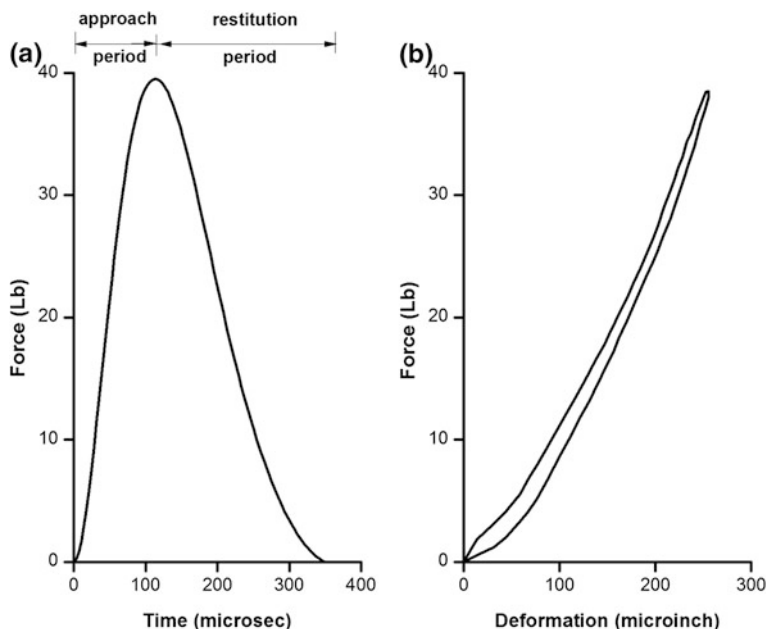 approach restitution
(a) period period (b)
40 40
30 30
Force (Lb) Force (Lb)
20 20
10 10
0 0
0 100 200 300 400 0 100 200 300
Time (microsec) Deformation (microinch)